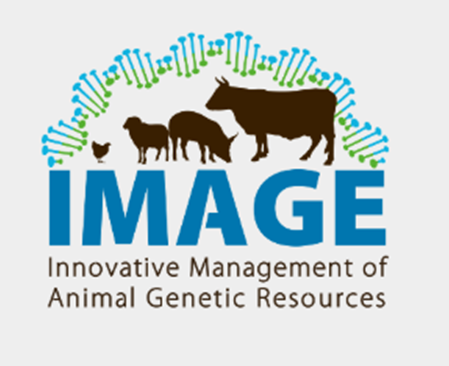 IMAGE
Innovative Management of
Animal Genetic Resources